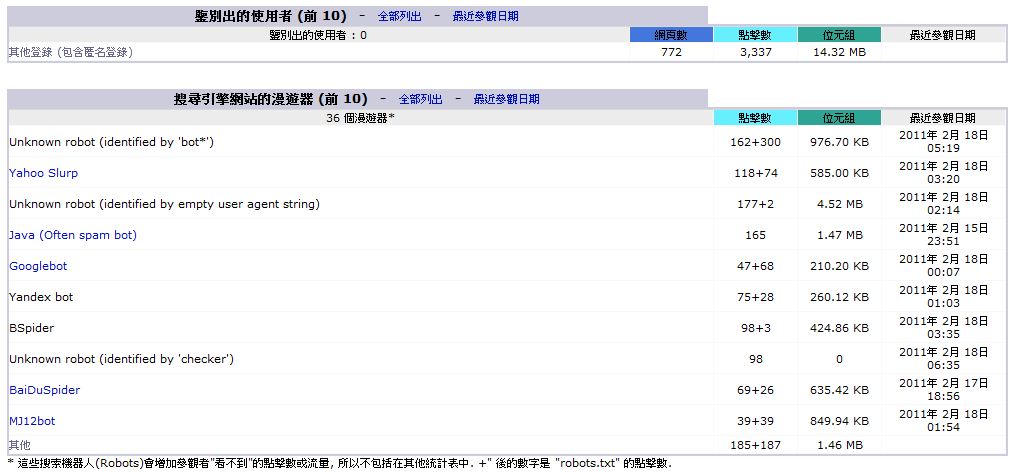 鑒別出的使用者 (前 10)   -   全部列出   -   最近參觀日期
鑒別出的使用者 : 0 網頁數 點擊數 位元組 最近參觀日期
其他登錄 (包含匿名登錄) 772 3,337 14.32 MB
搜尋引擎網站的漫遊器 (前 10)   -   全部列出   -   最近參觀日期
36 個漫遊器* 點擊數 位元組 最近參觀日期
Unknown robot (identified by 'bot*') 162+300 976.70 KB 2011年 2月 18日 05:19
Yahoo Slurp 118+74 585.00 KB 2011年 2月 18日 03:20
Unknown robot (identified by empty user agent string) 177+2 4.52 MB 2011年 2月 18日 02:14
Java (Often spam bot) 165 1.47 MB 2011年 2月 15日 23:51
Googlebot 47+68 210.20 KB 2011年 2月 18日 00:07
Yandex bot 75+28 260.12 KB 2011年 2月 18日 01:03
BSpider 98+3 424.86 KB 2011年 2月 18日 03:35
Unknown robot (identified by 'checker') 98 0 2011年 2月 18日 06:35
BaiDuSpider 69+26 635.42 KB 2011年 2月 17日 18:56
MJ12bot 39+39 849.94 KB 2011年 2月 18日 01:54
其他 185+187 1.46 MB
* 這些搜索機器人(Robots)會增加參觀者"看不到"的點擊數或流量, 所以不包括在其他統計表中. +" 後的數字是 "robots.txt" 的點擊數.